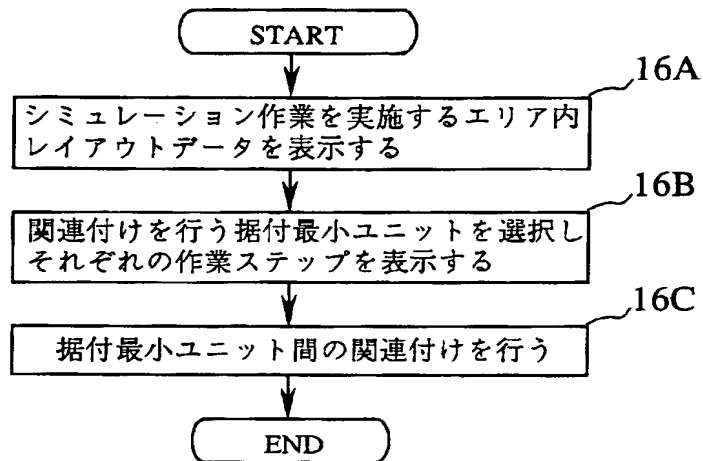 START
16A
シミュレーション作業を実施するエリア内
レイアウトデータを表示する
16B
関連付けを行う据付最小ユニットを選択し
それぞれの作業ステップを表示する
16C
据付最小ユニット間の関連付けを行う
END